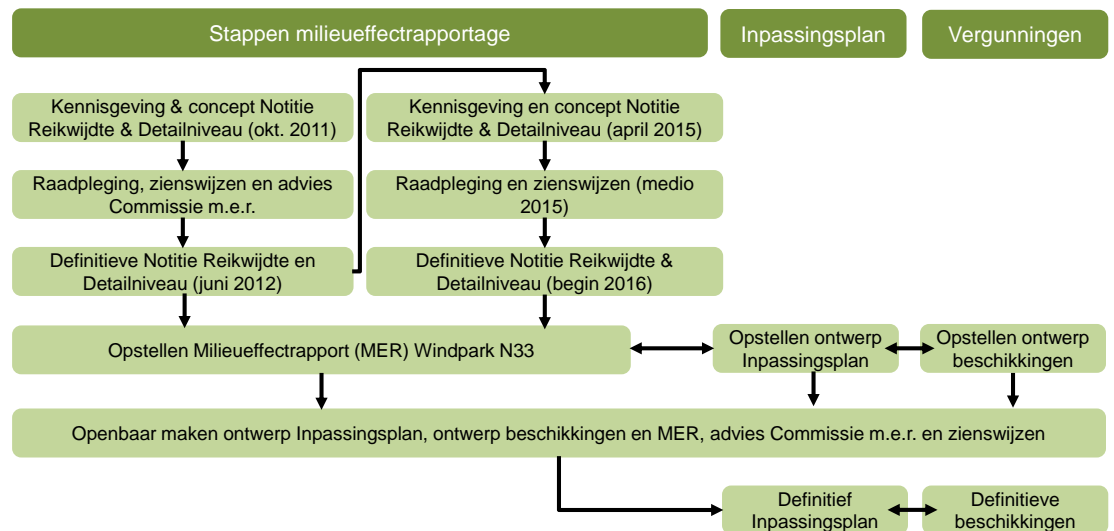 Stappen milieueffectrapportage
Inpassingsplan
Vergunningen
Kennisgeving & concept Notitie
Reikwijdte & Detailniveau (okt. 2011)
Raadpleging, zienswijzen en advies
Commissie m.e.r.
Definitieve Notitie Reikwijdte en
Detailniveau (juni 2012)
Kennisgeving en concept Notitie
Reikwijdte & Detailniveau (april 2015)
Raadpleging en zienswijzen (medio
2015)
Definitieve Notitie Reikwijdte &
Detailniveau (begin 2016)
Opstellen Milieueffectrapport (MER) Windpark N33
Opstellen ontwerp
Inpassingsplan
Opstellen ontwerp
beschikkingen
Openbaar maken ontwerp Inpassingsplan, ontwerp beschikkingen en MER, advies Commissie m.e.r. en zienswijzen
Definitief
Inpassingsplan
Definitieve
beschikkingen